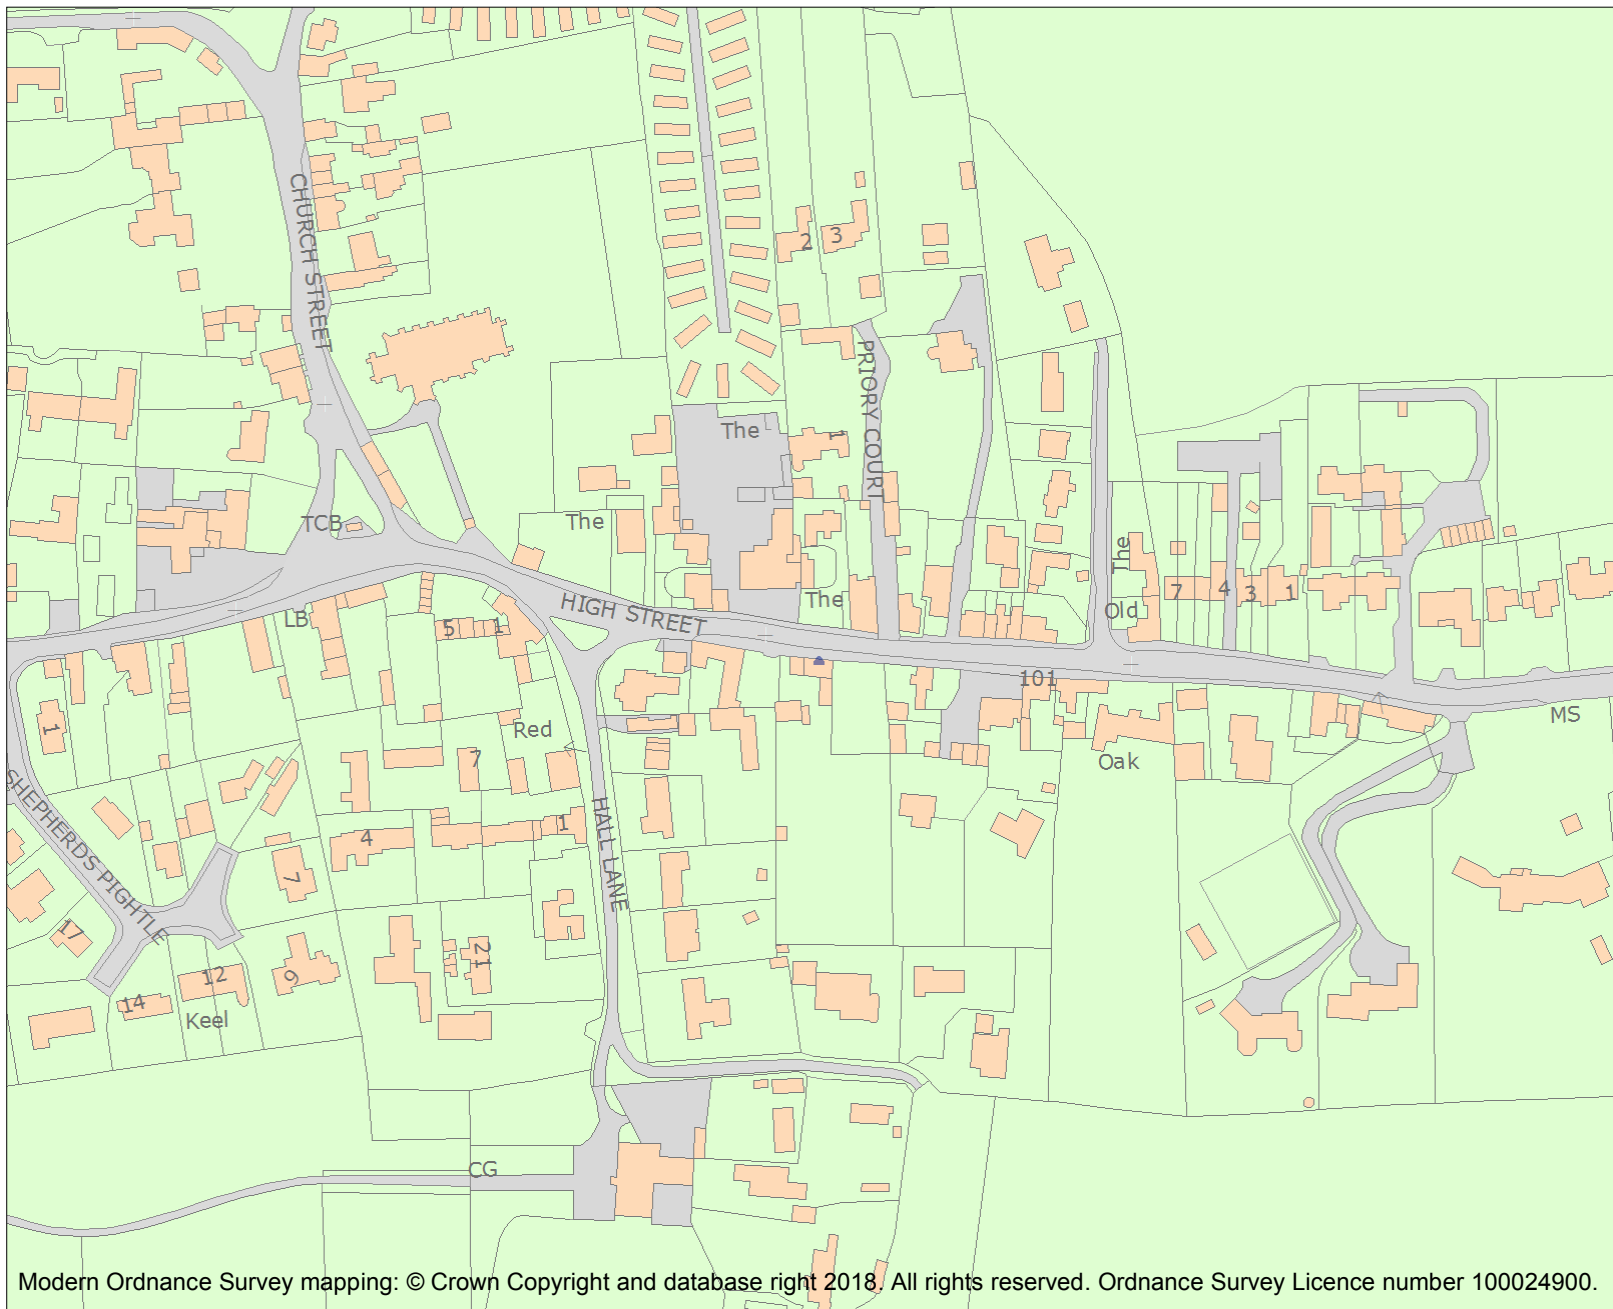 CHURCH STREET
2
3
PRIORY COURT
The
1
The
TCB
The
The
Old
7
4
3
1
HIGH STREET
The
LB
5
1
101
MS
1
Red
7
Oak
SHEPHERDS PIGHTLE
4
1
HALL LANE
7
17
21
12
9
14
Keel
CG
Modern Ordnance Survey mapping: © Crown Copyright and database right 2018. All rights reserved. Ordnance Survey Licence number 100024900.